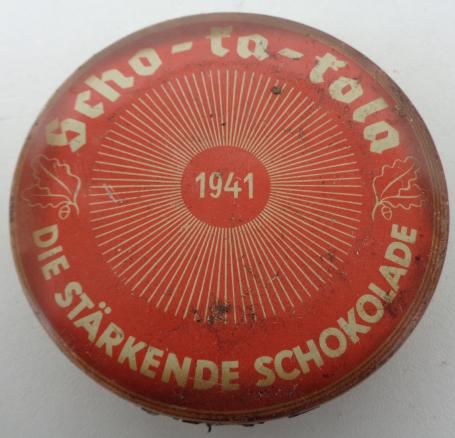 Scho-ka-kola
1941
DIE STÄRKENDE SCHOKOLADE